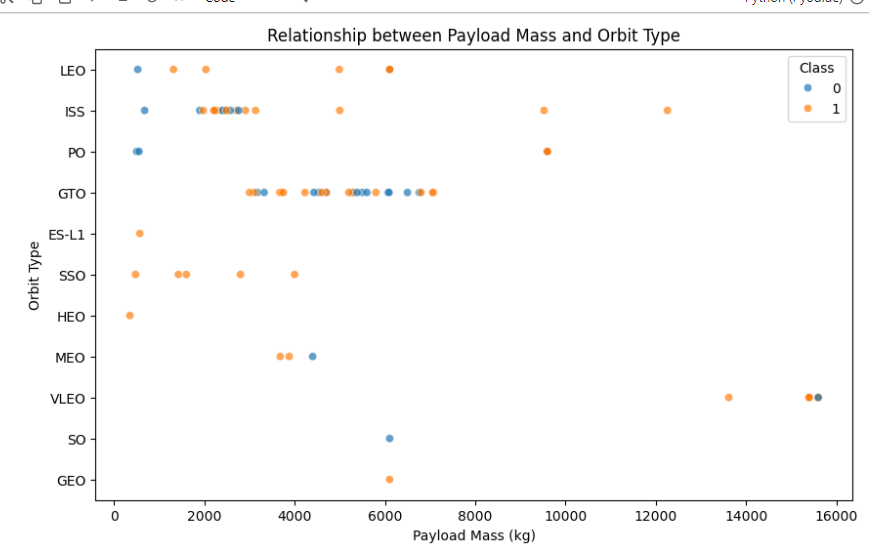 Relationship between Payload Mass and Orbit Type
Class
0
1
LEO
ISS
PO
GTO
ES-L1
SSO
HEO
MEO
VLEO
SO
GEO
Orbit Type
0 2000 4000 6000 8000 10000 12000 14000 16000
Payload Mass (kg)